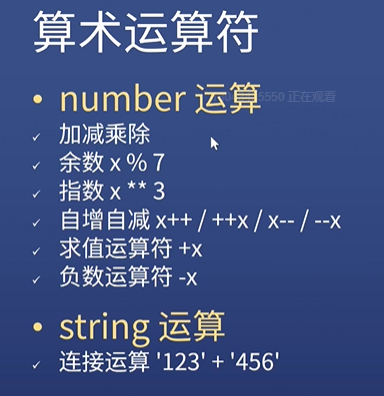 算术运算符
• number 运算
✓ 加减乘除
✓ 余数 x % 7
✓ 指数 x ** 3
✓ 自增自减 x++ / ++x / x-- / --x
✓ 求值运算符 +x
✓ 负数运算符 -x
• string 运算
✓ 连接运算 '123' + '456'
正在观看